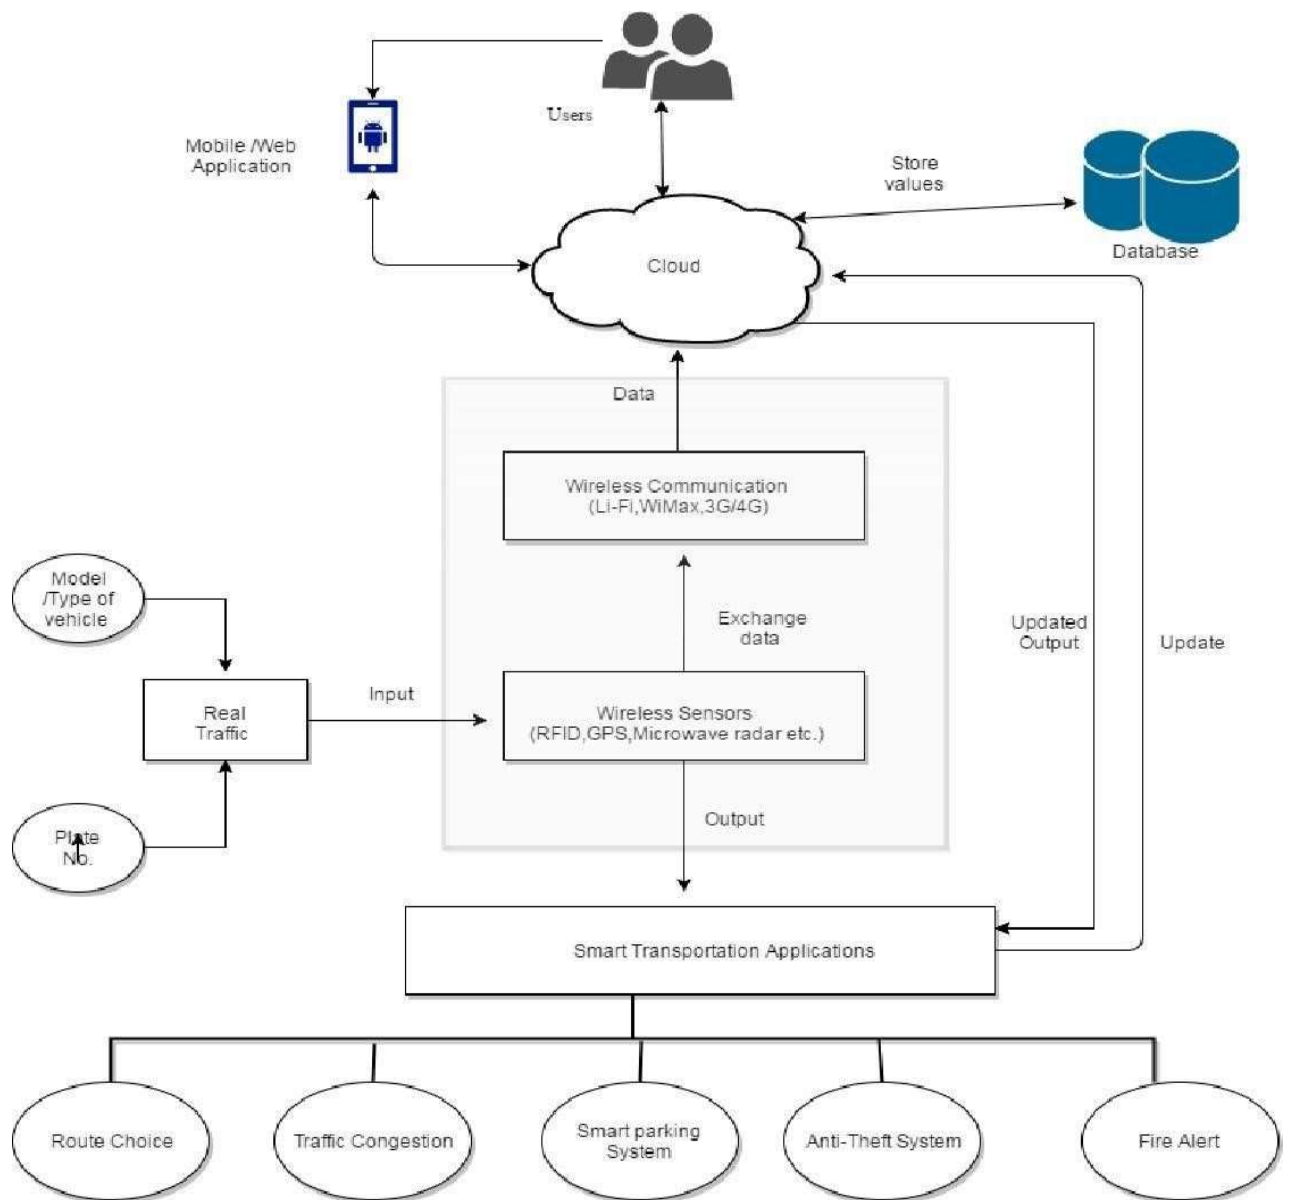 Users
Mobile /Web
Application
Store
values
Database
Cloud
Data
Wireless Communication
(Li-Fi,WiMax,3G/4G)
Model
/Type of
vehicle
Exchange
data
Updated
Output
Update
Input
Real
Traffic
Wireless Sensors
(RFID,GPS,Microwave radar etc.)
Output
Plate
No.
Smart Transportation Applications
Route Choice
Traffic Congestion
Smart parking
System
Anti-Theft System
Fire Alert